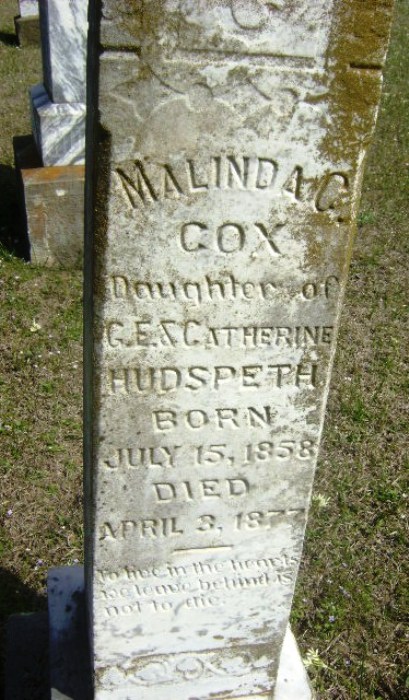 MALINDA C.
COX
Daughter of
G.E.& CATHERINE
HUDSPETH
BORN
JULY 15, 1858
DIED
APRIL 3, 1877
To live in the hearts
we leave behind is
not to die.